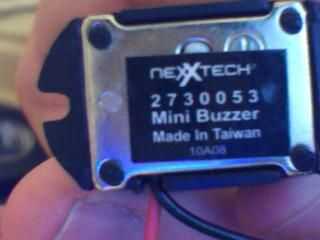 NEXXTECH®
2730053
Mini Buzzer
Made In Taiwan
10A08